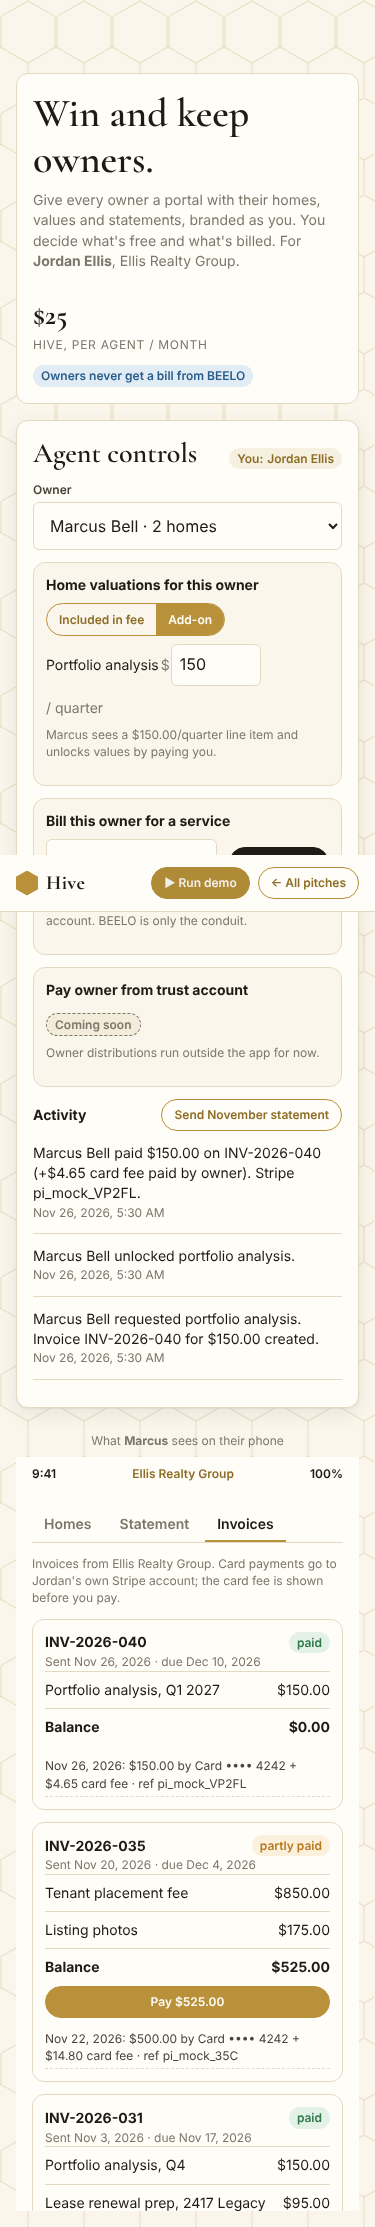 Win and keep
owners.
Give every owner a portal with their homes,
values and statements, branded as you. You
decide what's free and what's billed. For
Jordan Ellis, Ellis Realty Group.
$25
HIVE, PER AGENT / MONTH
Owners never get a bill from BEELO
Agent controls
You: Jordan Ellis
Owner
Marcus Bell · 2 homes
Home valuations for this owner
Included in fee
Add-on
Portfolio analysis $ 150
/ quarter
Marcus sees a $150.00/quarter line item and
unlocks values by paying you.
Bill this owner for a service
Hive
▶ Run demo
← All pitches
account. BEELO is only the conduit.
Pay owner from trust account
Coming soon
Owner distributions run outside the app for now.
Activity
Send November statement
Marcus Bell paid $150.00 on INV-2026-040
(+$4.65 card fee paid by owner). Stripe
pi_mock_VP2FL.
Nov 26, 2026, 5:30 AM
Marcus Bell unlocked portfolio analysis.
Nov 26, 2026, 5:30 AM
Marcus Bell requested portfolio analysis.
Invoice INV-2026-040 for $150.00 created.
Nov 26, 2026, 5:30 AM
What Marcus sees on their phone
9:41
Ellis Realty Group
100%
Homes
Statement
Invoices
Invoices from Ellis Realty Group. Card payments go to
Jordan's own Stripe account; the card fee is shown
before you pay.
INV-2026-040
paid
Sent Nov 26, 2026 · due Dec 10, 2026
Portfolio analysis, Q1 2027 $150.00
Balance $0.00
Nov 26, 2026: $150.00 by Card •••• 4242 +
$4.65 card fee · ref pi_mock_VP2FL
INV-2026-035
partly paid
Sent Nov 20, 2026 · due Dec 4, 2026
Tenant placement fee $850.00
Listing photos $175.00
Balance $525.00
Pay $525.00
Nov 22, 2026: $500.00 by Card •••• 4242 +
$14.80 card fee · ref pi_mock_35C
INV-2026-031
paid
Sent Nov 3, 2026 · due Nov 17, 2026
Portfolio analysis, Q4 $150.00
Lease renewal prep, 2417 Legacy $95.00